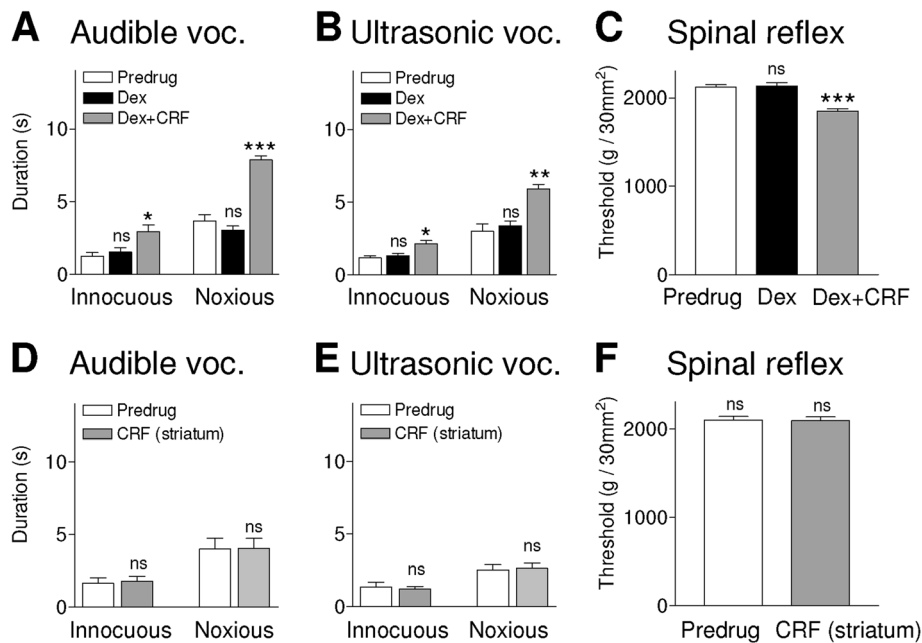 A Audible voc.
Predrug
Dex
Dex+CRF
Duration (s)
10
5
0
ns
*
ns
***
Innocuous Noxious
B Ultrasonic voc.
Predrug
Dex
Dex+CRF
10
5
0
ns
*
ns
**
Innocuous Noxious
C Spinal reflex
Threshold (g / 30mm²)
2000
1000
0
ns
***
Predrug Dex Dex+CRF
D Audible voc.
Predrug
CRF (striatum)
Duration (s)
10
5
0
ns
ns
Innocuous Noxious
E Ultrasonic voc.
Predrug
CRF (striatum)
10
5
0
ns
ns
Innocuous Noxious
F Spinal reflex
Threshold (g / 30mm²)
2000
1000
0
ns
ns
Predrug CRF (striatum)